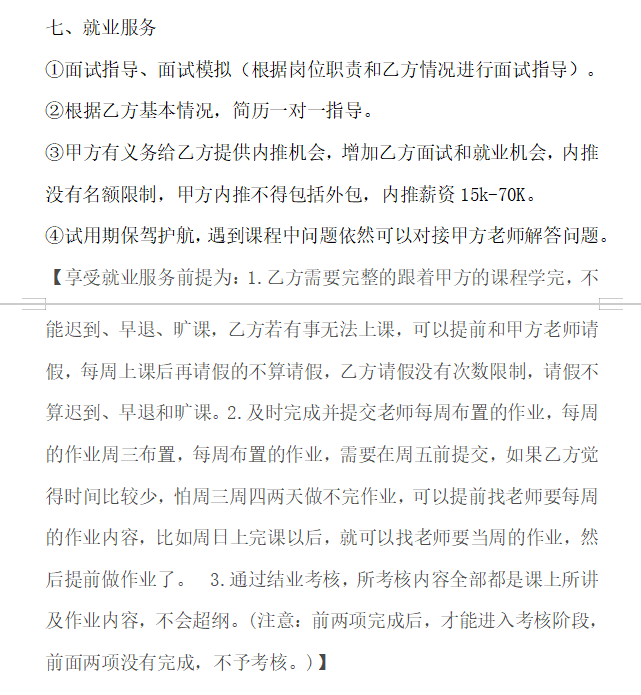 七、就业服务
①面试指导、面试模拟（根据岗位职责和乙方情况进行面试指导）。
②根据乙方基本情况，简历一对一指导。
③甲方有义务给乙方提供内推机会，增加乙方面试和就业机会，内推
没有名额限制，甲方内推不得包括外包，内推薪资 15k-70K。
④试用期保驾护航，遇到课程中问题依然可以对接甲方老师解答问题。
【享受就业服务前提为：1.乙方需要完整的跟着甲方的课程学完，不
能迟到、早退、旷课，乙方若有事无法上课，可以提前和甲方老师请
假，每周上课后再请假的不算请假，乙方请假没有次数限制，请假不
算迟到、早退和旷课。2.及时完成并提交老师每周布置的作业，每周
的作业周三布置，每周布置的作业，需要在周五前提交，如果乙方觉
得时间比较少，怕周三周四两天做不完作业，可以提前找老师要每周
的作业内容，比如周日上完课以后，就可以找老师要当周的作业，然
后提前做作业了。 3.通过结业考核，所考核内容全部都是课上所讲
及作业内容，不会超纲。(注意：前两项完成后，才能进入考核阶段，
前面两项没有完成，不予考核。)】